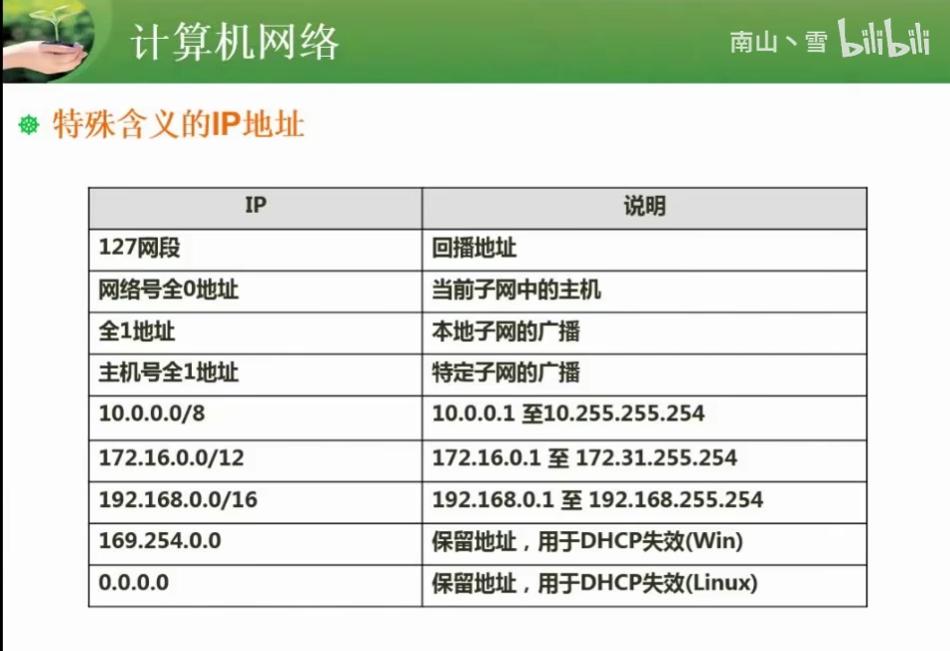 计算机网络
南山丶雪 bilibili
特殊含义的IP地址
IP 说明
127网段 回播地址
网络号全0地址 当前子网中的主机
全1地址 本地子网的广播
主机号全1地址 特定子网的广播
10.0.0.0/8 10.0.0.1 至10.255.255.254
172.16.0.0/12 172.16.0.1 至 172.31.255.254
192.168.0.0/16 192.168.0.1 至 192.168.255.254
169.254.0.0 保留地址，用于DHCP失效(Win)
0.0.0.0 保留地址，用于DHCP失效(Linux)